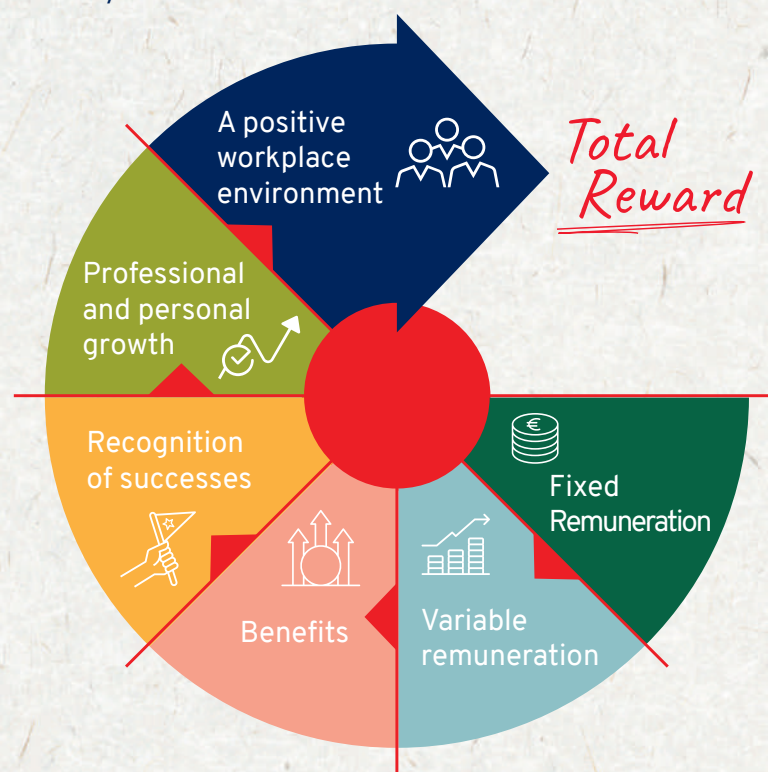 A positive
workplace
environment
Total
Reward
Professional
and personal
growth
Recognition
of successes
€
Fixed
Remuneration
Benefits
Variable
remuneration